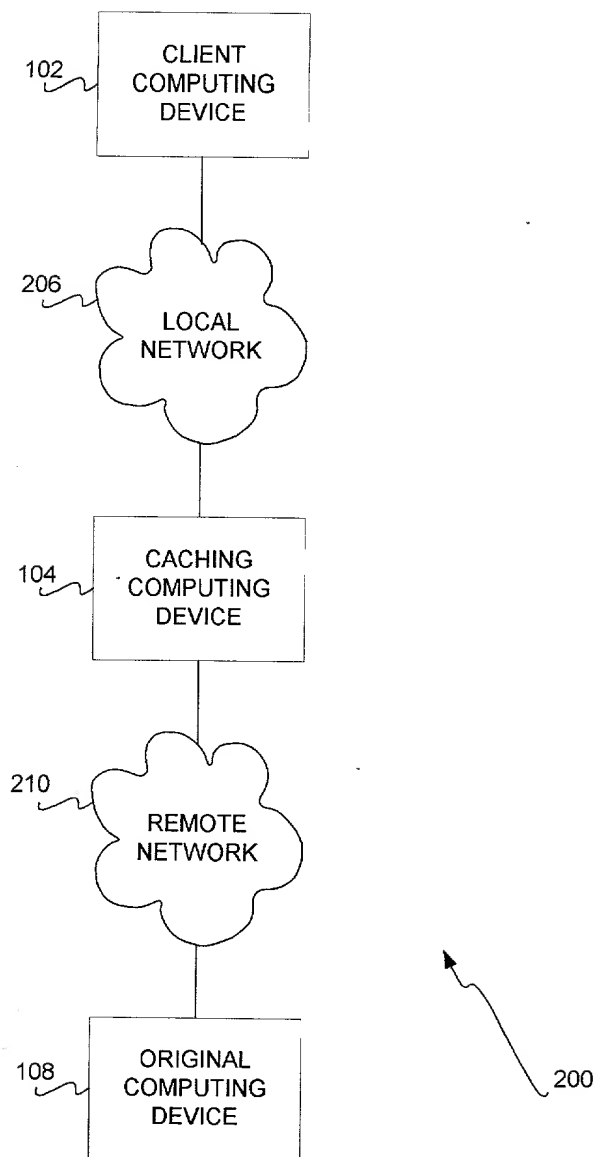 102
CLIENT
COMPUTING
DEVICE
206
LOCAL
NETWORK
104
CACHING
COMPUTING
DEVICE
210
REMOTE
NETWORK
108
ORIGINAL
COMPUTING
DEVICE
200